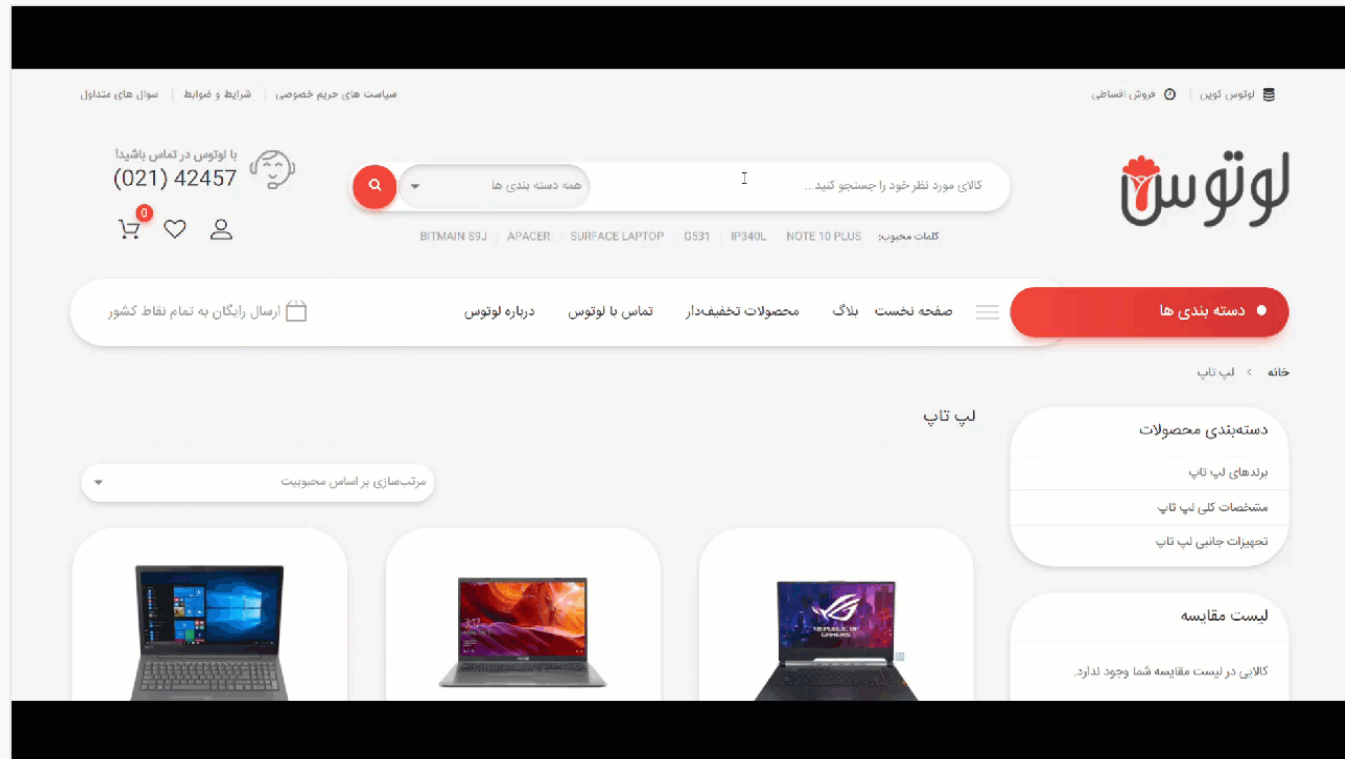 لوتوس کوین | فروش اقساطی
سیاست های حریم خصوصی | شرایط و ضوابط | سوال های متداول
لوتوس
کالای مورد نظر خود را جستجو کنید...
همه دسته بندی ها
با لوتوس در تماس باشید!
(021) 42457
0
کلمات محبوب: NOTE 10 PLUS / IP340L / G531 / SURFACE LAPTOP / APACER / BITMAIN S9J
دسته بندی ها
صفحه نخست بلاگ محصولات تخفیف‌دار تماس با لوتوس درباره لوتوس
ارسال رایگان به تمام نقاط کشور
خانه > لپ تاپ
دسته‌بندی محصولات
برندهای لپ تاپ
مشخصات کلی لپ تاپ
تجهیزات جانبی لپ تاپ
لیست مقایسه
کالایی در لیست مقایسه شما وجود ندارد.
لپ تاپ
مرتب‌سازی بر اساس محبوبیت
REPUBLIC OF
GAMERS